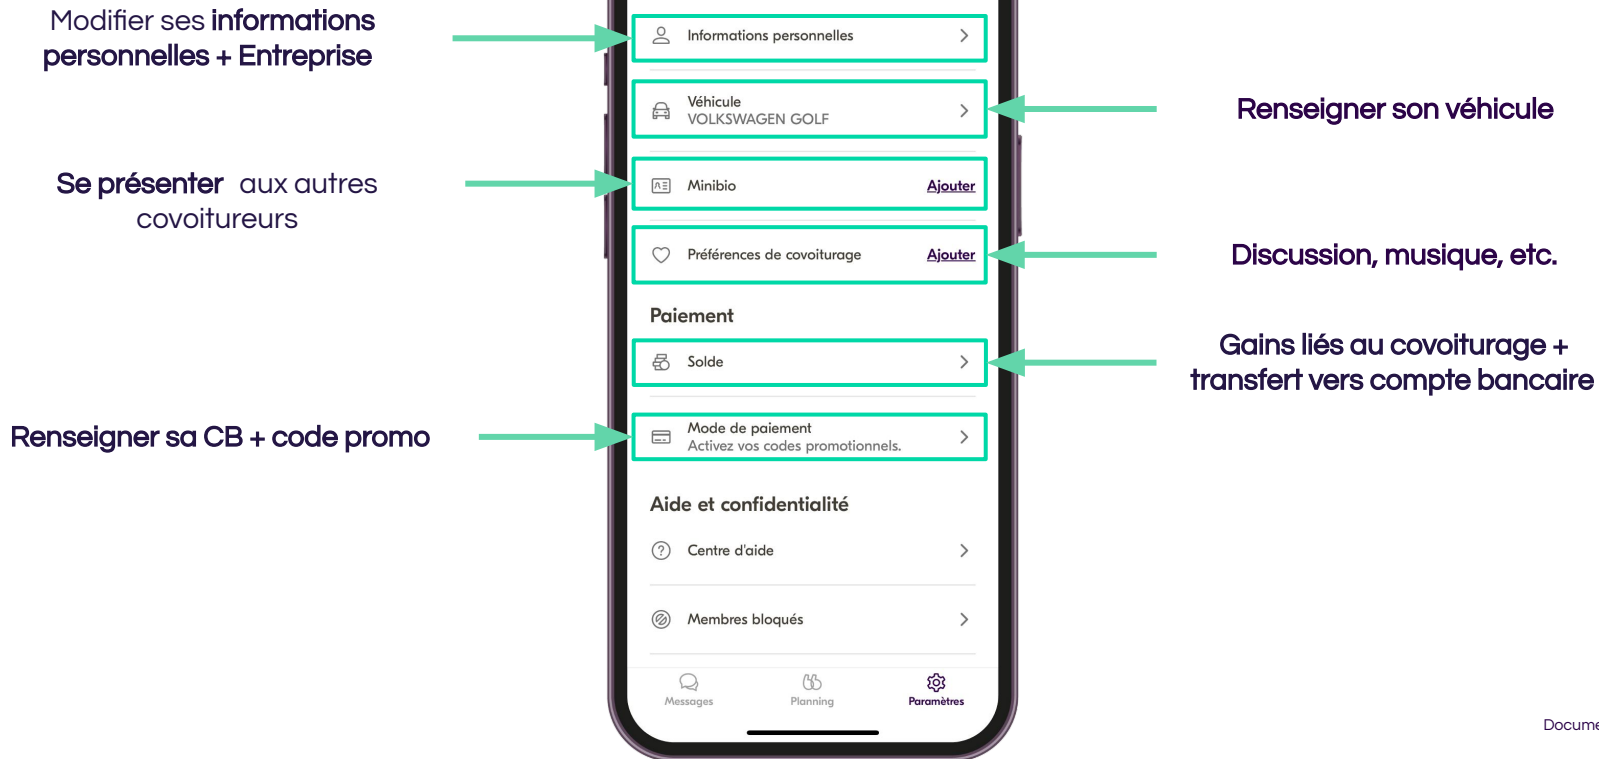 Modifier ses informations
personnelles + Entreprise
Informations personnelles
Véhicule
VOLKSWAGEN GOLF
Renseigner son véhicule
Se présenter aux autres
covoitureurs
Minibio
Ajouter
Préférences de covoiturage
Ajouter
Discussion, musique, etc.
Paiement
Solde
Gains liés au covoiturage +
transfert vers compte bancaire
Renseigner sa CB + code promo
Mode de paiement
Activez vos codes promotionnels.
Aide et confidentialité
Centre d'aide
Membres bloqués
Messages
Planning
Paramètres
Docume